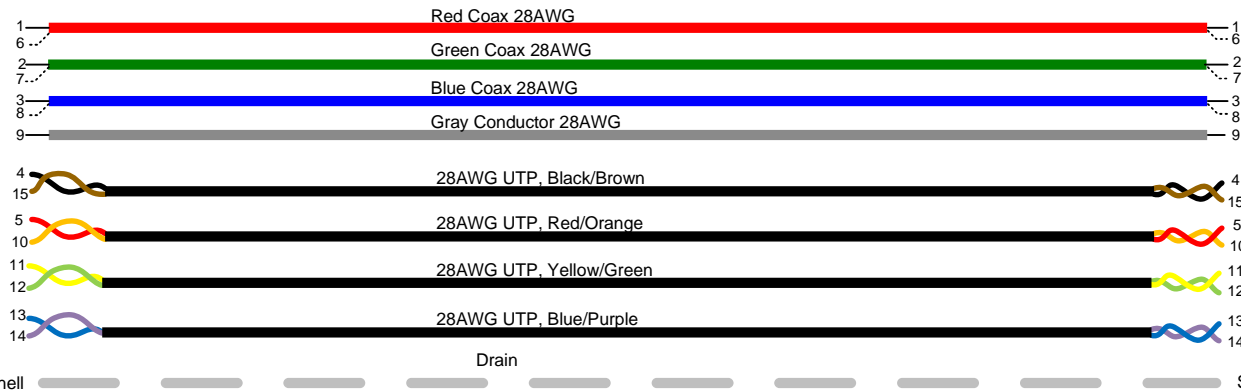 Red Coax 28AWG
1 1
6 6
Green Coax 28AWG
2 2
7 7
Blue Coax 28AWG
3 3
8 8
Gray Conductor 28AWG
9 9
28AWG UTP, Black/Brown
4 4
15 15
28AWG UTP, Red/Orange
5 5
10 10
28AWG UTP, Yellow/Green
11 11
12 12
28AWG UTP, Blue/Purple
13 13
14 14
Drain